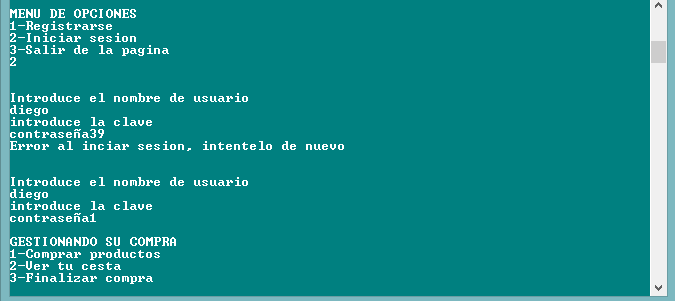 MENU DE OPCIONES
1-Registrarse
2-Iniciar sesion
3-Salir de la pagina
2
Introduce el nombre de usuario
diego
introduce la clave
contraseña39
Error al inciar sesion, intentelo de nuevo
Introduce el nombre de usuario
diego
introduce la clave
contraseña1
GESTIONANDO SU COMPRA
1-Comprar productos
2-Ver tu cesta
3-Finalizar compra